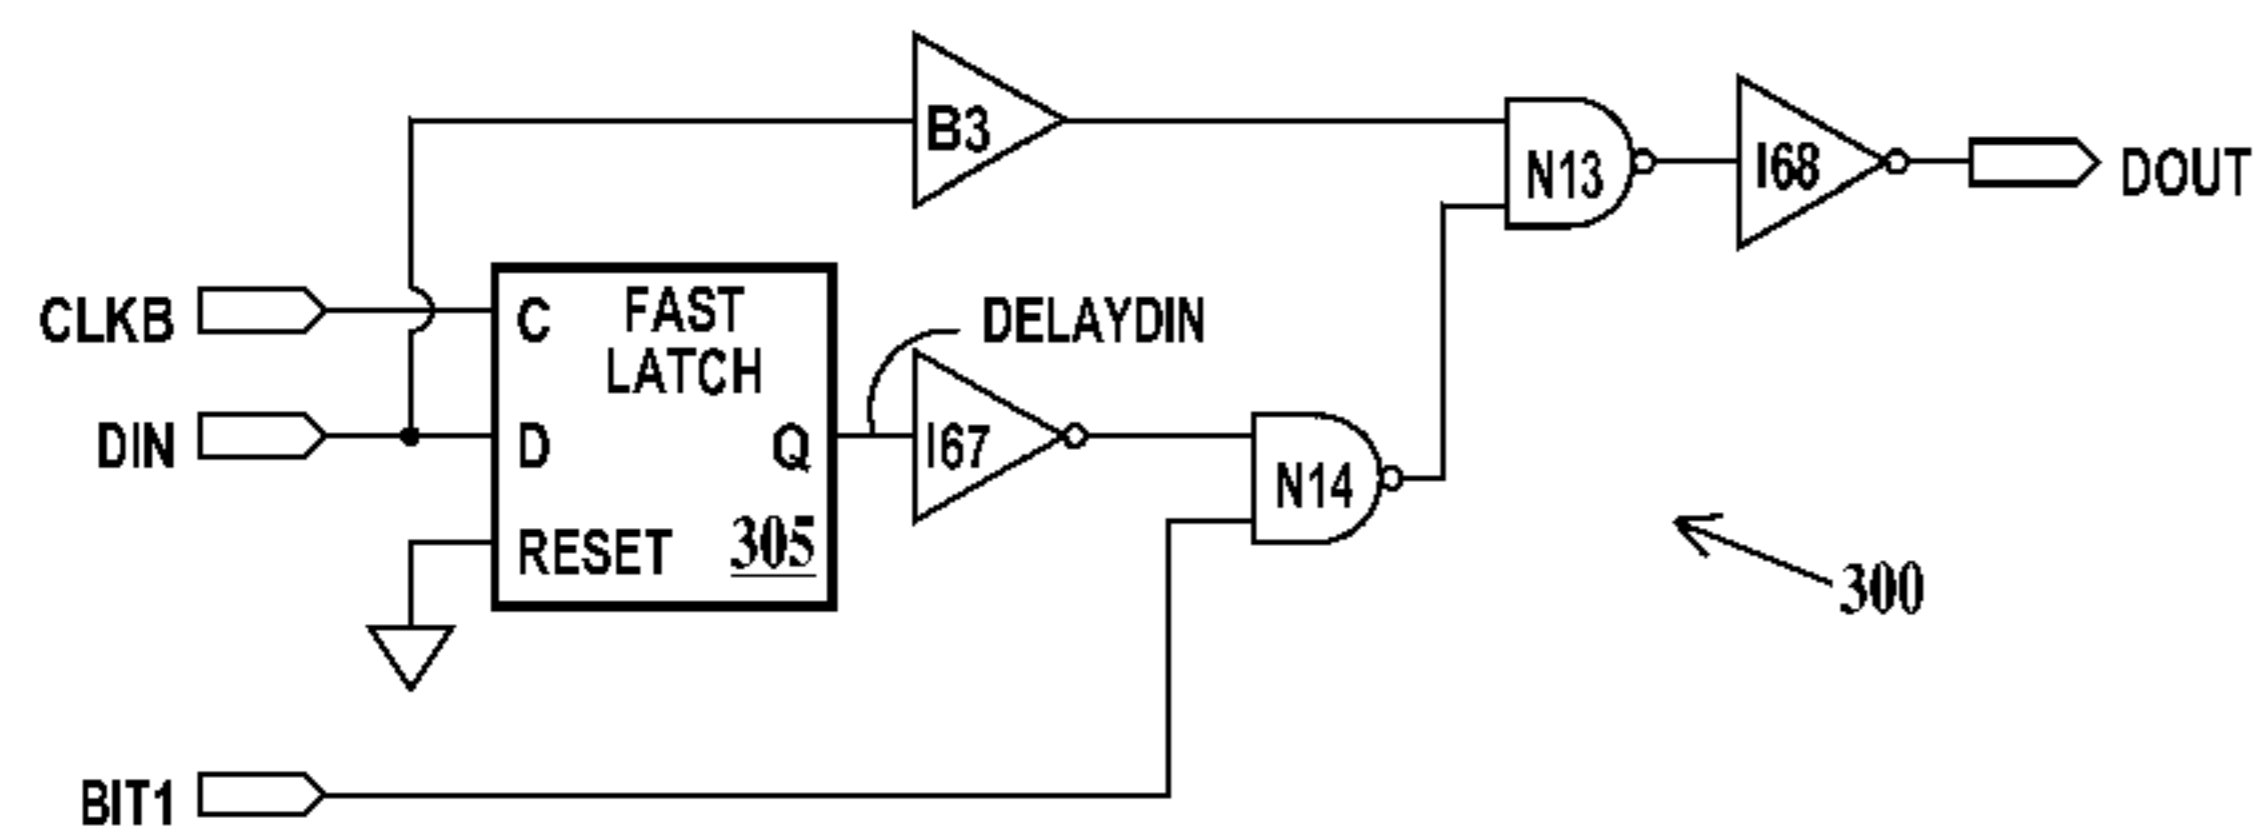 B3
N13
I68
DOUT
CLKB
C
FAST
LATCH
DELAYDIN
DIN
D
Q
I67
N14
RESET
305
300
BIT1